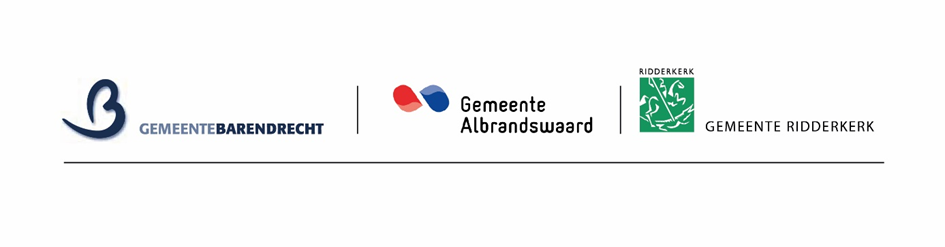 GEMEENTEBARENDRECHT
Gemeente
Albrandswaard
RIDDERKERK
GEMEENTE RIDDERKERK